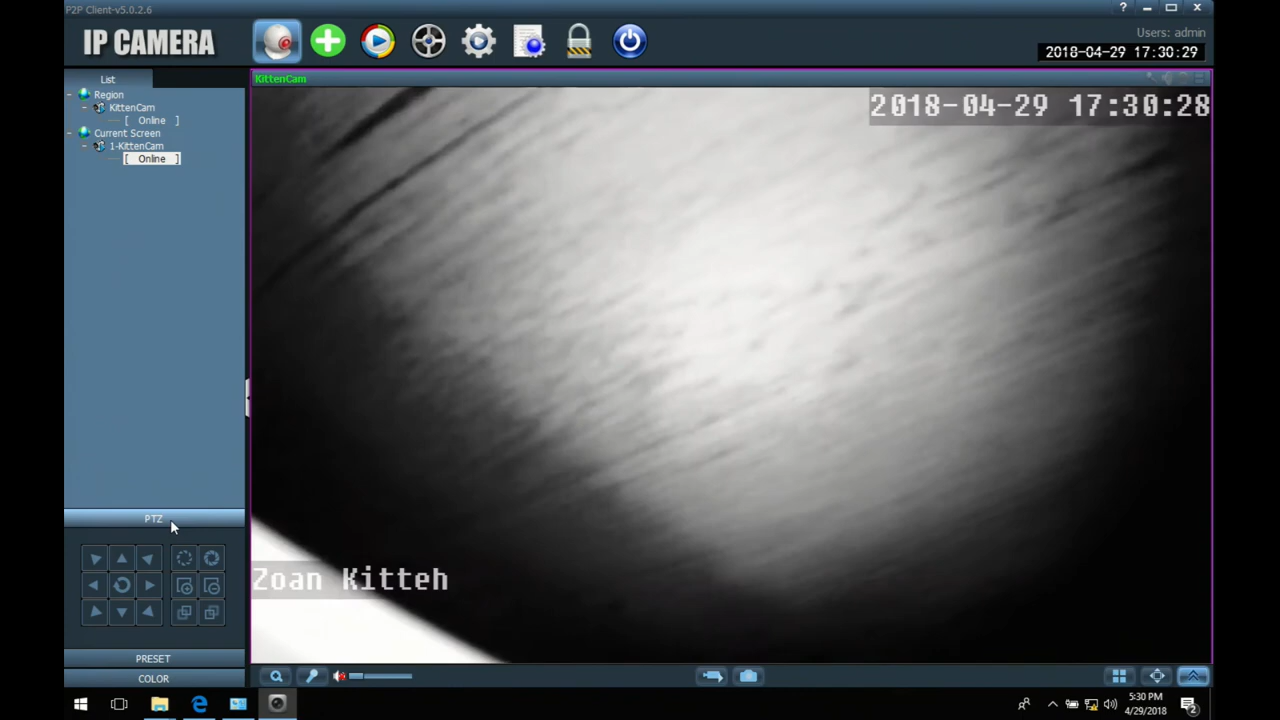 P2P Client-v5.0.2.6
IP CAMERA
Users: admin
2018-04-29 17:30:29
List
Region
KittenCam
[ Online ]
Current Screen
1-KittenCam
[ Online ]
KittenCam
2018-04-29 17:30:28
Zoan Kitteh
PTZ
PRESET
COLOR
5:30 PM
4/29/2018
2